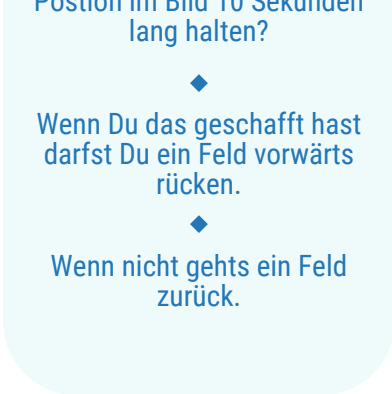 Postion im Bild 10 Sekunden
lang halten?
Wenn Du das geschafft hast
darfst Du ein Feld vorwärts
rücken.
Wenn nicht gehts ein Feld
zurück.